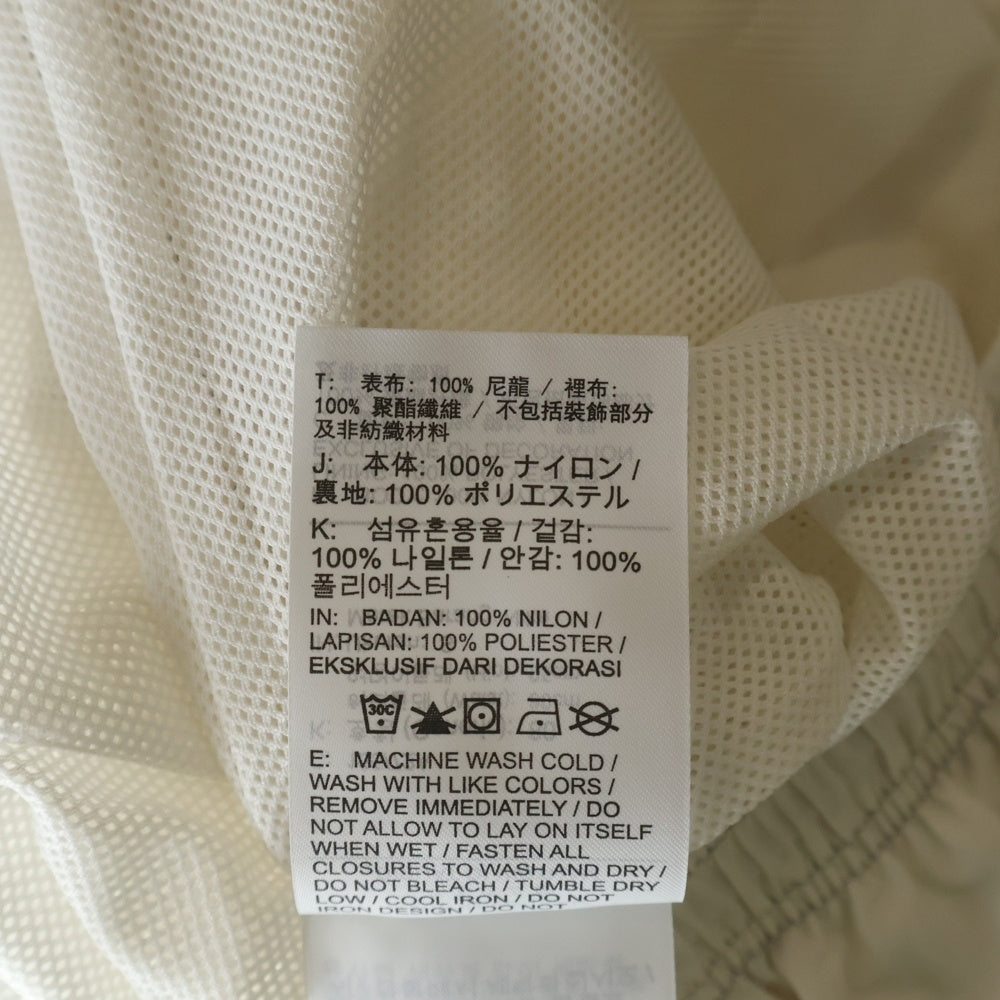 T: 表布: 100% 尼龍 / 裡布:
100% 聚酯纖維 / 不包括裝飾部分
及非紡織材料
J: 本体: 100% ナイロン /
裏地: 100% ポリエステル
K: 섬유혼용율 / 겉감:
100% 나일론 / 안감: 100%
폴리에스터
IN: BADAN: 100% NILON /
LAPISAN: 100% POLIESTER /
EKSKLUSIF DARI DEKORASI
30C
E: MACHINE WASH COLD /
WASH WITH LIKE COLORS /
REMOVE IMMEDIATELY / DO
NOT ALLOW TO LAY ON ITSELF
WHEN WET / FASTEN ALL
CLOSURES TO WASH AND DRY /
DO NOT BLEACH / TUMBLE DRY
LOW / COOL IRON / DO NOT
IRON DESIGN / DO NOT